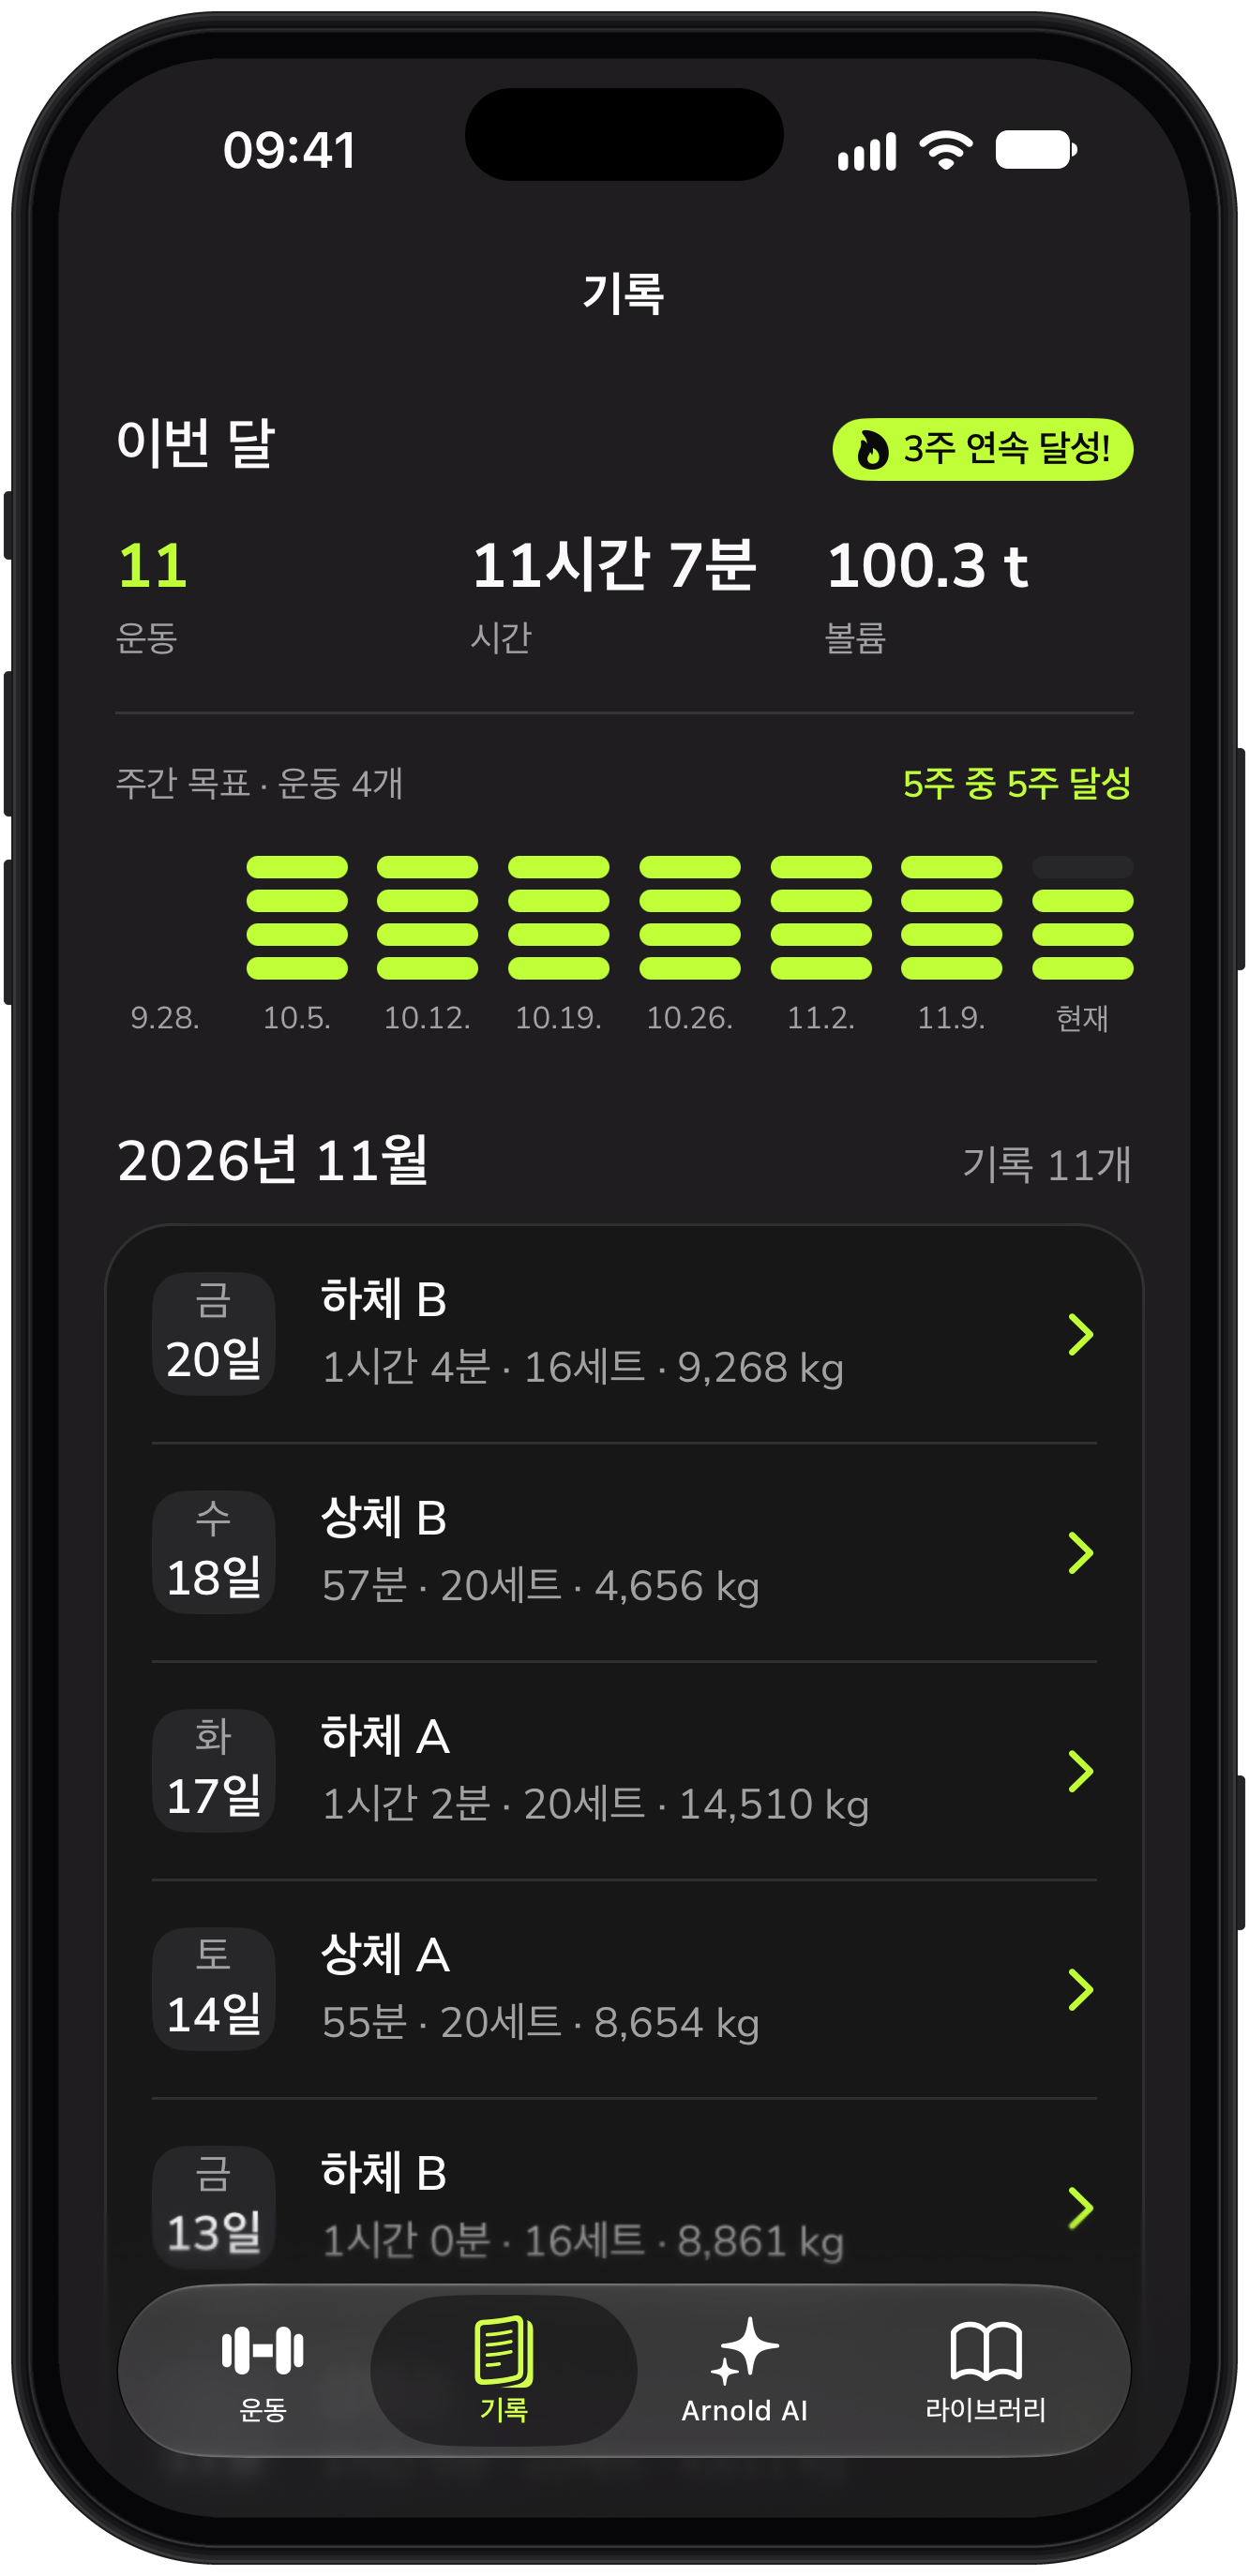 09:41
기록
이번 달
3주 연속 달성!
11
11시간 7분
100.3 t
운동
시간
볼륨
주간 목표 · 운동 4개
5주 중 5주 달성
9.28.
10.5.
10.12.
10.19.
10.26.
11.2.
11.9.
현재
2026년 11월
기록 11개
금
20일
하체 B
1시간 4분 · 16세트 · 9,268 kg
수
18일
상체 B
57분 · 20세트 · 4,656 kg
화
17일
하체 A
1시간 2분 · 20세트 · 14,510 kg
토
14일
상체 A
55분 · 20세트 · 8,654 kg
금
13일
하체 B
1시간 0분 · 16세트 · 8,861 kg
운동
기록
Arnold AI
라이브러리